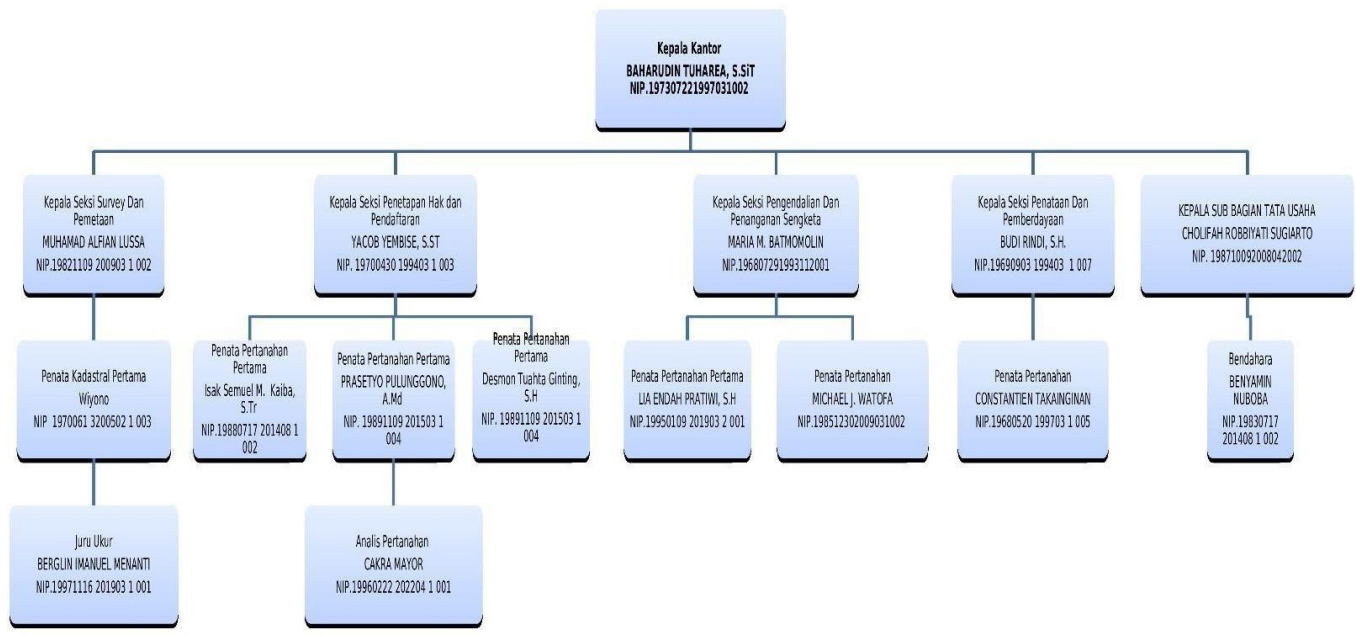 Kepala Kantor
BAHARUDIN TUHAREA, S.SiT
NIP.197307221997031002
Kepala Seksi Survey Dan
Pemetaan
MUHAMAD ALFIAN LUSSA
NIP.19821109 200903 1 002
Kepala Seksi Penetapan Hak dan
Pendaftaran
YACOB YEMBISE, S.ST
NIP. 19700430 199403 1 003
Kepala Seksi Pengendalian Dan
Penanganan Sengketa
MARIA M. BATMOMOLIN
NIP.196807291993112001
Kepala Seksi Penataan Dan
Pemberdayaan
BUDI RINDI, S.H.
NIP.19690903 199403 1 007
KEPALA SUB BAGIAN TATA USAHA
CHOLIFAH ROBBIYATI SUGIARTO
NIP. 198710092008042002
Penata Kadastral Pertama
Wiyono
NIP 1970061 3200502 1 003
Penata Pertanahan
Pertama
Isak Semuel M. Kaiba,
S.Tr
NIP.19880717 201408 1
002
Penata Pertanahan Pertama
PRASETYO PULUNGGONO,
A.Md
NIP. 19891109 201503 1
004
Penata Pertanahan
Pertama
Desmon Tuahta Ginting,
S.H
NIP. 19891109 201503 1
004
Penata Pertanahan Pertama
LIA ENDAH PRATIWI, S.H
NIP.19950109 201903 2 001
Penata Pertanahan
MICHAEL J. WATOFA
NIP.198512302009031002
Penata Pertanahan
CONSTANTIEN TAKAINGINAN
NIP.19680520 199703 1 005
Bendahara
BENYAMIN
NUBOBA
NIP.19830717
201408 1 002
Juru Ukur
BERGLIN IMANUEL MENANTI
NIP.19971116 201903 1 001
Analis Pertanahan
CAKRA MAYOR
NIP.19960222 202204 1 001